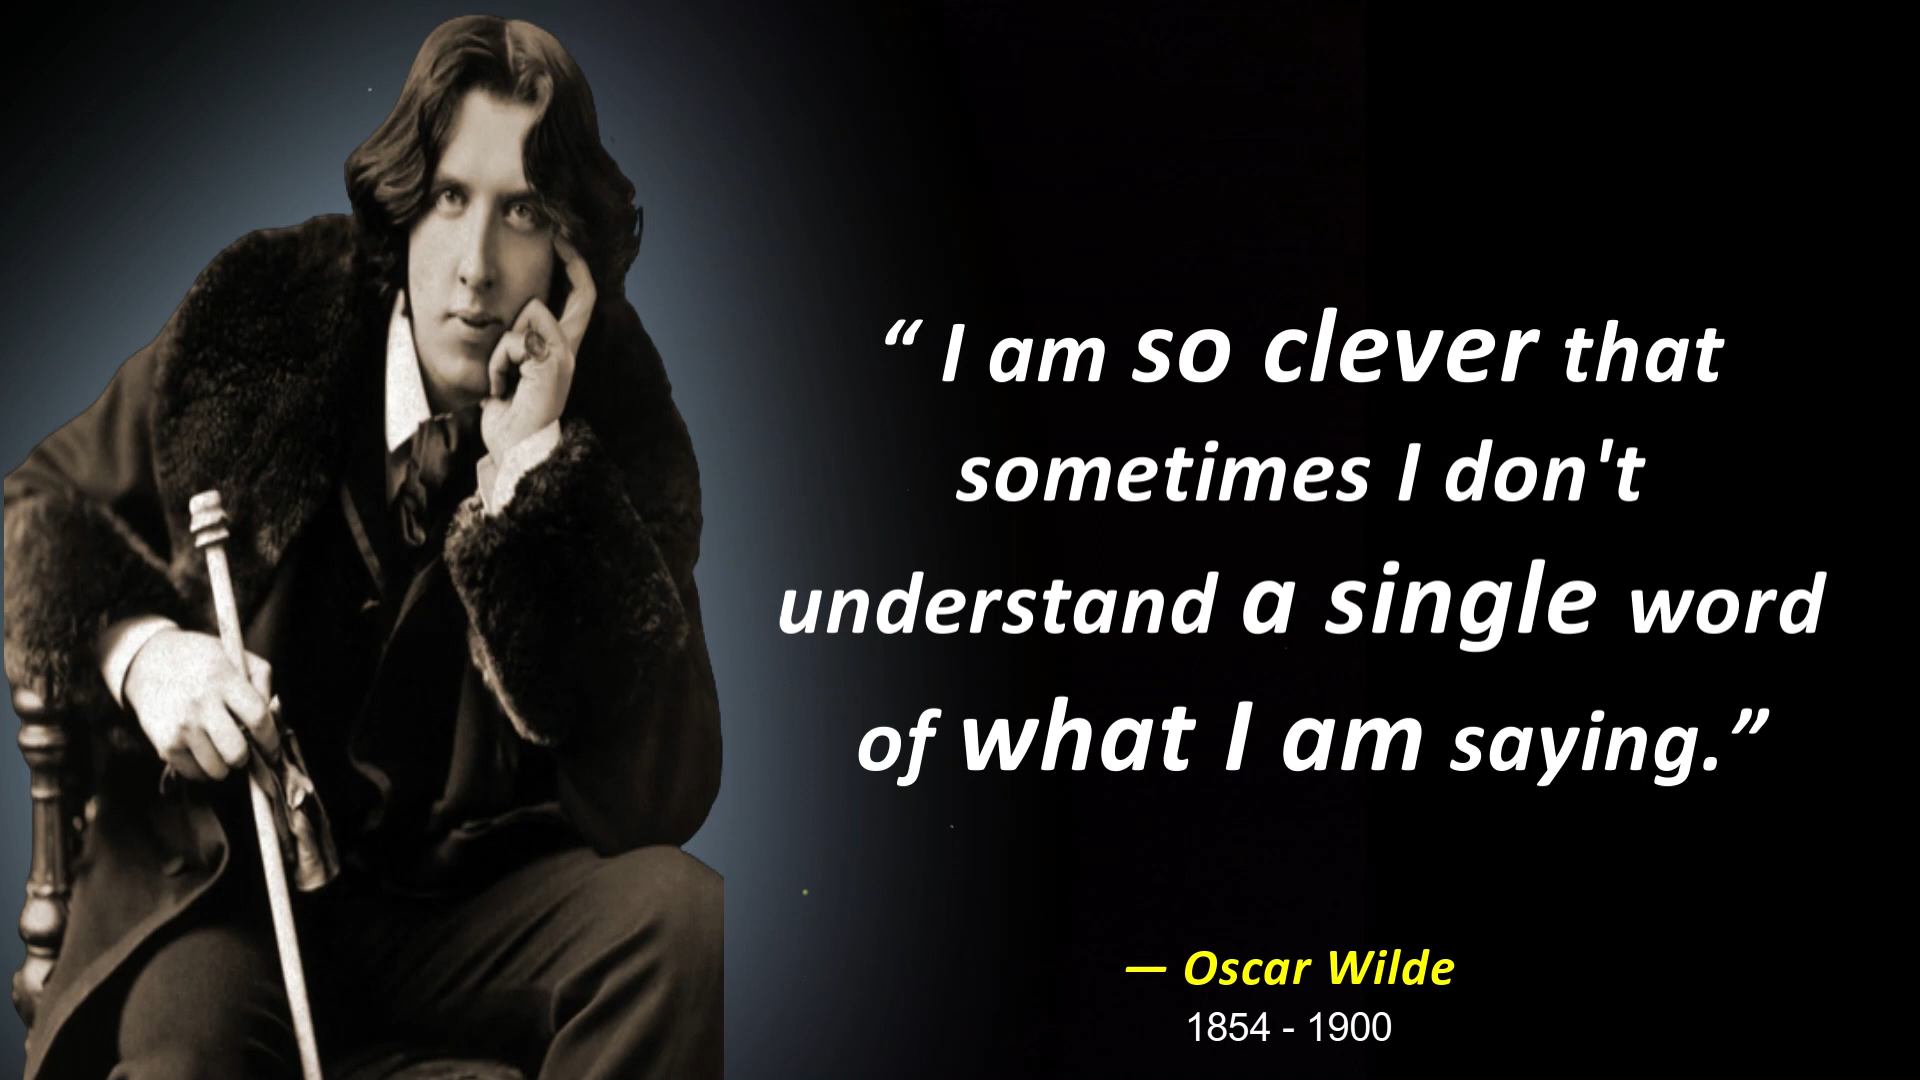 “ I am so clever that
sometimes I don't
understand a single word
of what I am saying.”
— Oscar Wilde
1854 - 1900